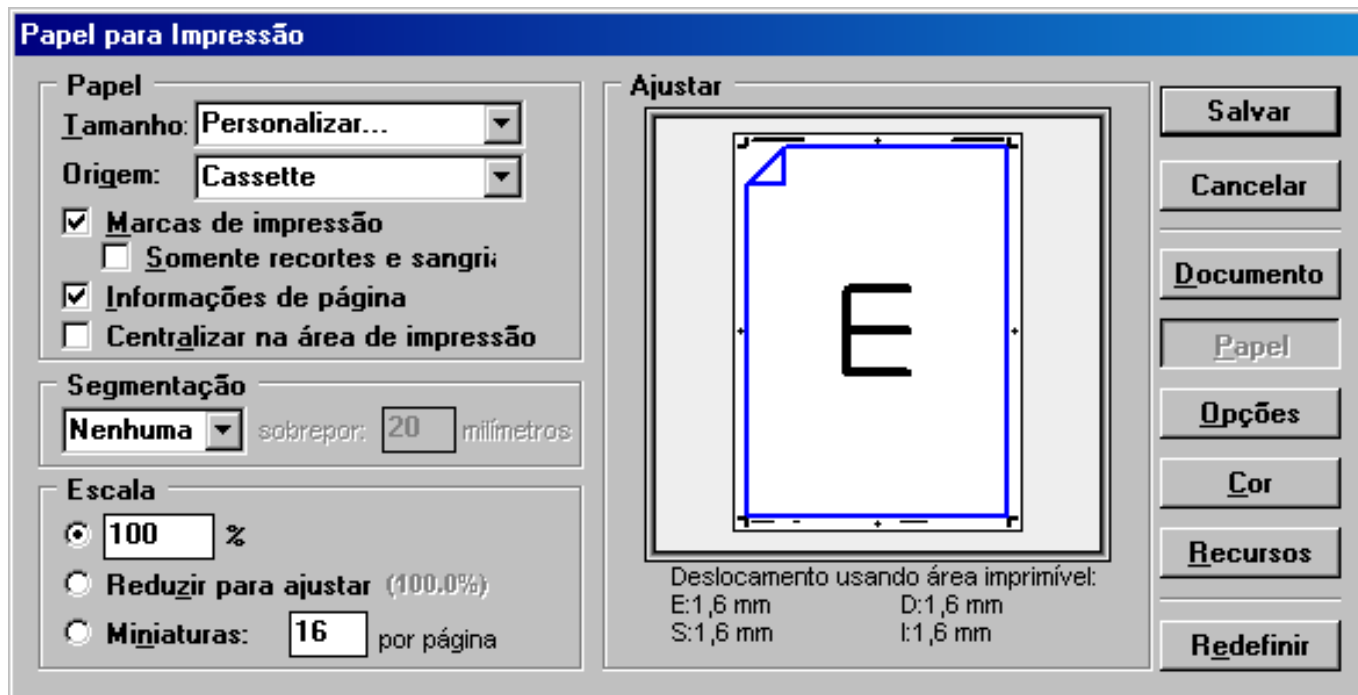 Papel para Impressão
Papel
Tamanho: Personalizar...
Origem: Cassette
Marcas de impressão
Somente recortes e sangria
Informações de página
Centralizar na área de impressão
Segmentação
Nenhuma sobrepor: 20 milímetros
Escala
100 %
Reduzir para ajustar (100.0%)
Miniaturas: 16 por página
Ajustar
E
Deslocamento usando área imprimível:
E:1,6 mm D:1,6 mm
S:1,6 mm I:1,6 mm
Salvar
Cancelar
Documento
Papel
Opções
Cor
Recursos
Redefinir